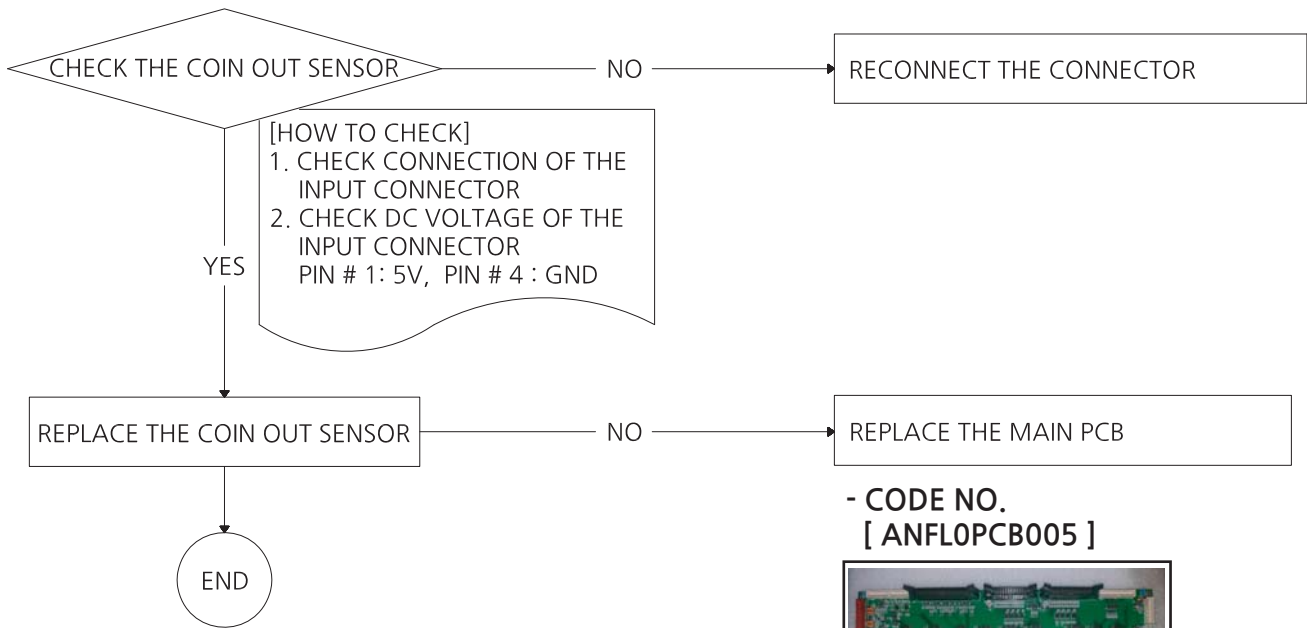 CHECK THE COIN OUT SENSOR
NO
RECONNECT THE CONNECTOR
[HOW TO CHECK]
1. CHECK CONNECTION OF THE
INPUT CONNECTOR
2. CHECK DC VOLTAGE OF THE
INPUT CONNECTOR
PIN # 1: 5V, PIN # 4 : GND
YES
REPLACE THE COIN OUT SENSOR
NO
REPLACE THE MAIN PCB
- CODE NO.
[ ANFL0PCB005 ]
END